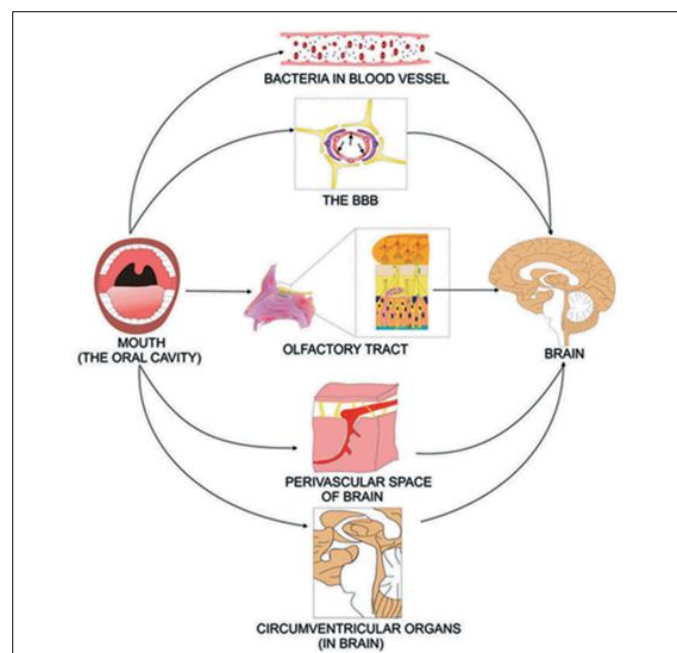 BACTERIA IN BLOOD VESSEL
THE BBB
MOUTH
(THE ORAL CAVITY)
OLFACTORY TRACT
BRAIN
PERIVASCULAR SPACE
OF BRAIN
CIRCUMVENTRICULAR ORGANS
(IN BRAIN)